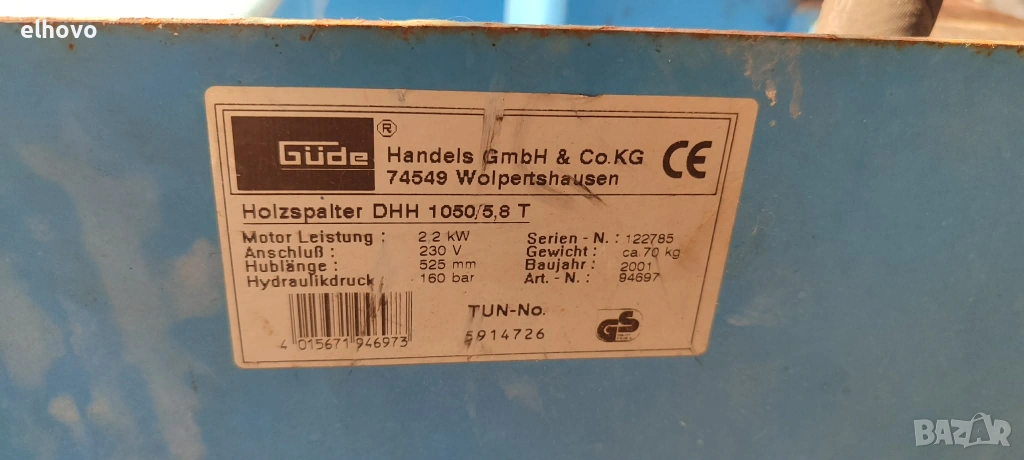 elhovo
Güde ® Handels GmbH & Co.KG CE
74549 Wolpertshausen
Holzspalter DHH 1050/5,8 T
Motor Leistung : 2.2 kW Serien - N. : 122785
Anschluß : 230 V Gewicht : ca.70 kg
Hublänge : 525 mm Baujahr : 2001
Hydraulikdruck 160 bar Art.- N. : 94697
TUN-No.
5914726
GS
4 015671 946973
BAZAR